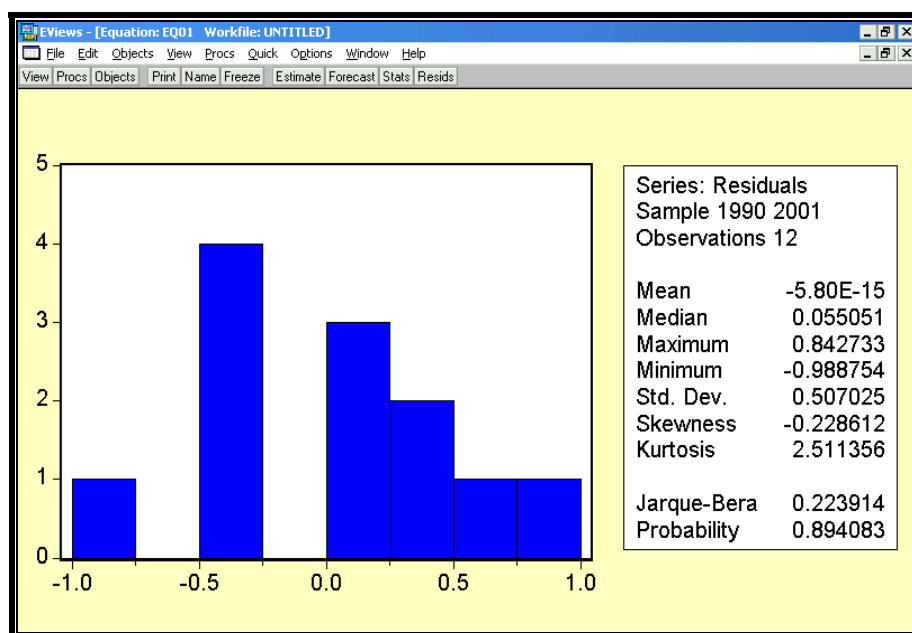 EViews - [Equation: EQ01 Workfile: UNTITLED]
File Edit Objects View Procs Quick Options Window Help
View Procs Objects Print Name Freeze Estimate Forecast Stats Resids
5
4
3
2
1
0
-1.0 -0.5 0.0 0.5 1.0
Series: Residuals
Sample 1990 2001
Observations 12
Mean -5.80E-15
Median 0.055051
Maximum 0.842733
Minimum -0.988754
Std. Dev. 0.507025
Skewness -0.228612
Kurtosis 2.511356
Jarque-Bera 0.223914
Probability 0.894083